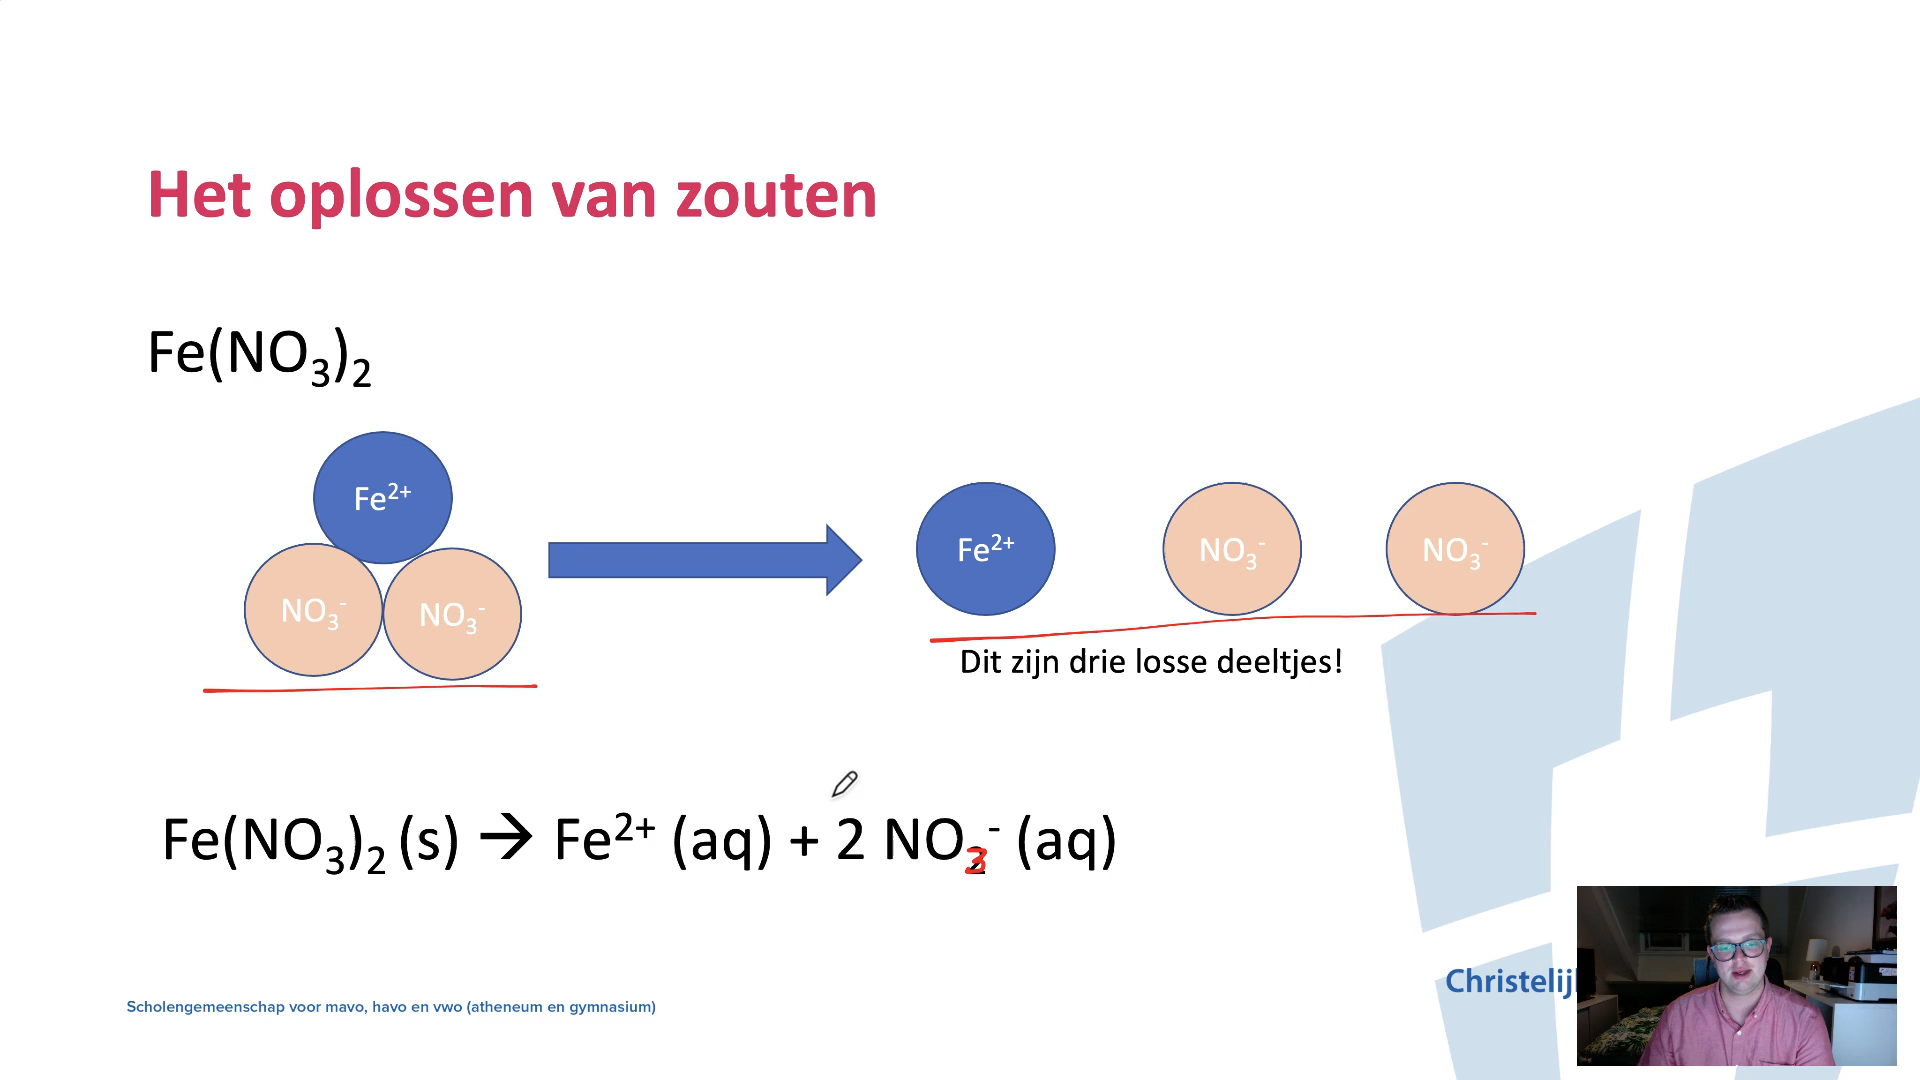 Het oplossen van zouten
Fe(NO₃)₂
Fe²⁺
NO₃⁻ NO₃⁻
Fe²⁺ NO₃⁻ NO₃⁻
Dit zijn drie losse deeltjes!
Fe(NO₃)₂ (s) → Fe²⁺ (aq) + 2 NO₃⁻ (aq)
Christelij
Scholengemeenschap voor mavo, havo en vwo (atheneum en gymnasium)